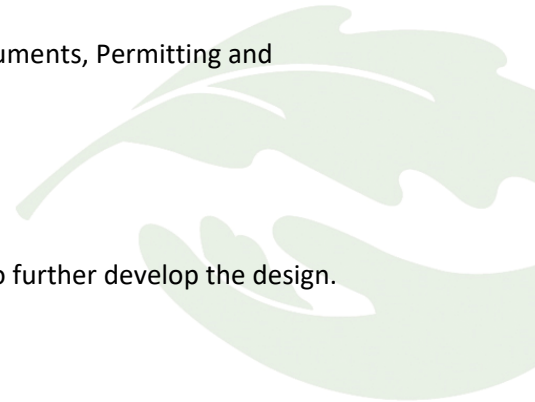 uments, Permitting and
o further develop the design.